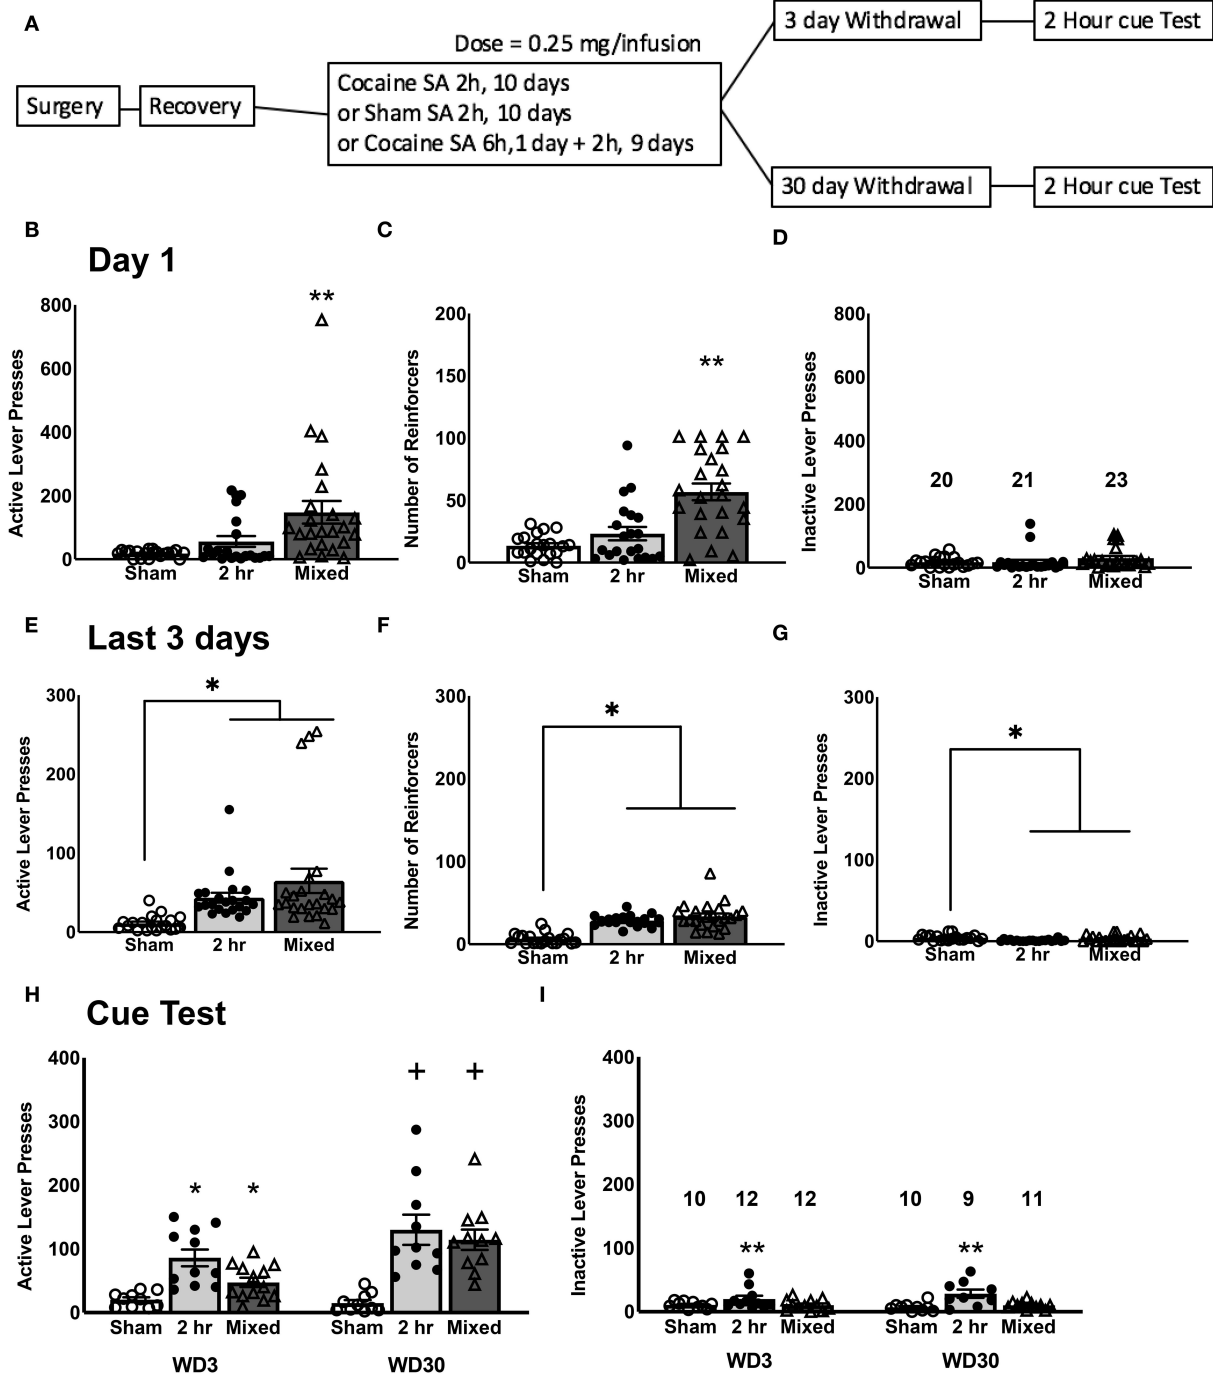 A
Surgery
Recovery
Dose = 0.25 mg/infusion
Cocaine SA 2h, 10 days
or Sham SA 2h, 10 days
or Cocaine SA 6h,1 day + 2h, 9 days
3 day Withdrawal
2 Hour cue Test
30 day Withdrawal
2 Hour cue Test
B
Day 1
Active Lever Presses
800
600
400
200
0
**
Sham
2 hr
Mixed
C
Number of Reinforcers
200
150
100
50
0
**
Sham
2 hr
Mixed
D
Inactive Lever Presses
800
600
400
200
0
20
21
23
Sham
2 hr
Mixed
E
Last 3 days
Active Lever Presses
300
200
100
0
*
Sham
2 hr
Mixed
F
Number of Reinforcers
300
200
100
0
*
Sham
2 hr
Mixed
G
Inactive Lever Presses
300
200
100
0
*
Sham
2 hr
Mixed
H
Cue Test
Active Lever Presses
400
300
200
100
0
*
*
+
+
Sham
2 hr
Mixed
Sham
2 hr
Mixed
WD3
WD30
I
Inactive Lever Presses
400
300
200
100
0
10
12
12
10
9
11
**
**
Sham
2 hr
Mixed
Sham
2 hr
Mixed
WD3
WD30